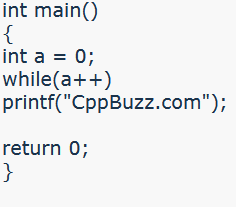 int main()
{
int a = 0;
while(a++)
printf("CppBuzz.com");
return 0;
}